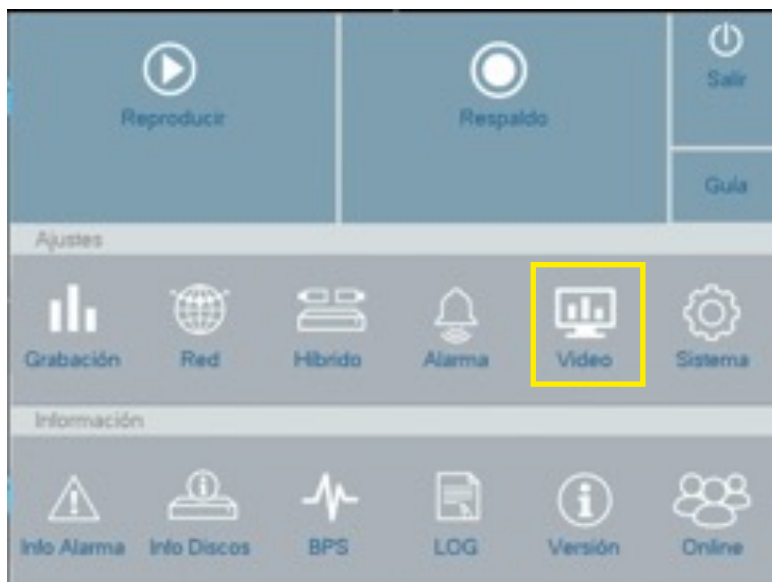 Reproducir
Respaldo
Salir
Guía
Ajustes
Grabación
Red
Híbrido
Alarma
Video
Sistema
Información
Info Alarma
Info Discos
BPS
LOG
Versión
Online